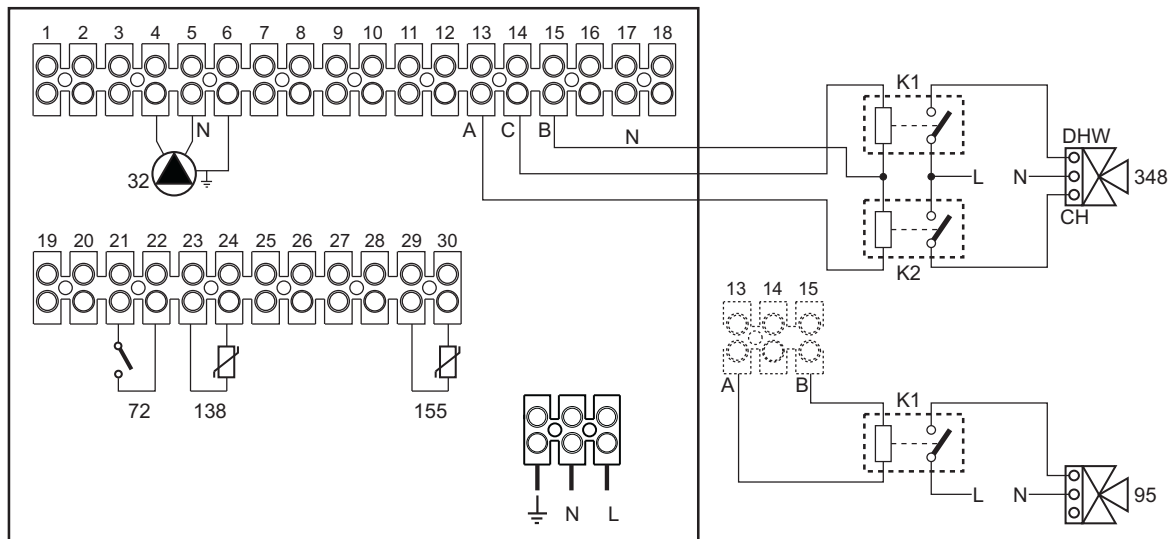 1 2 3 4 5 6 7 8 9 10 11 12 13 14 15 16 17 18
K1
N A C B N
DHW
32 L N 348
CH
19 20 21 22 23 24 25 26 27 28 29 30
K2
13 14 15
A B
72 138 155
K1
L N 95
N L